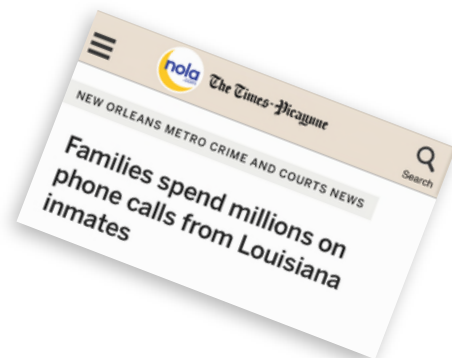 nola
The Times-Picayune
Search
NEW ORLEANS METRO CRIME AND COURTS NEWS
Families spend millions on
phone calls from Louisiana
inmates